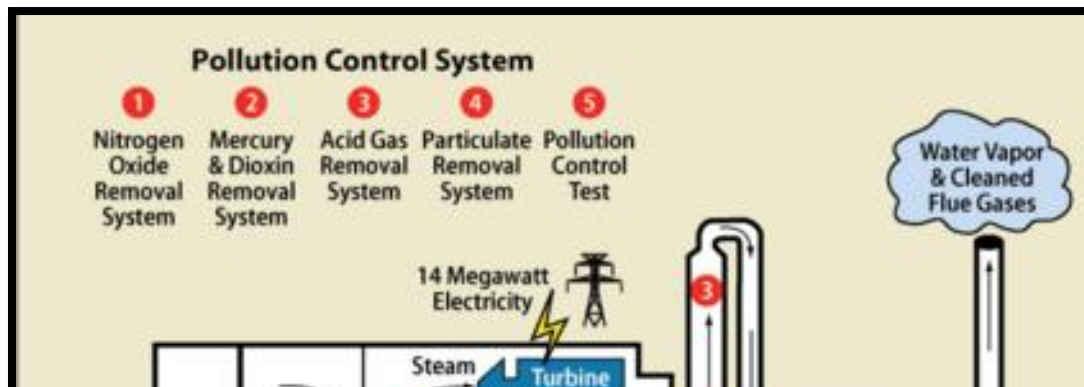 Pollution Control System
1 2 3 4 5
Nitrogen Mercury Acid Gas Particulate Pollution
Oxide & Dioxin Removal Removal Control
Removal Removal System System Test
System System
Water Vapor
& Cleaned
Flue Gases
14 Megawatt
Electricity
3
Steam
Turbine